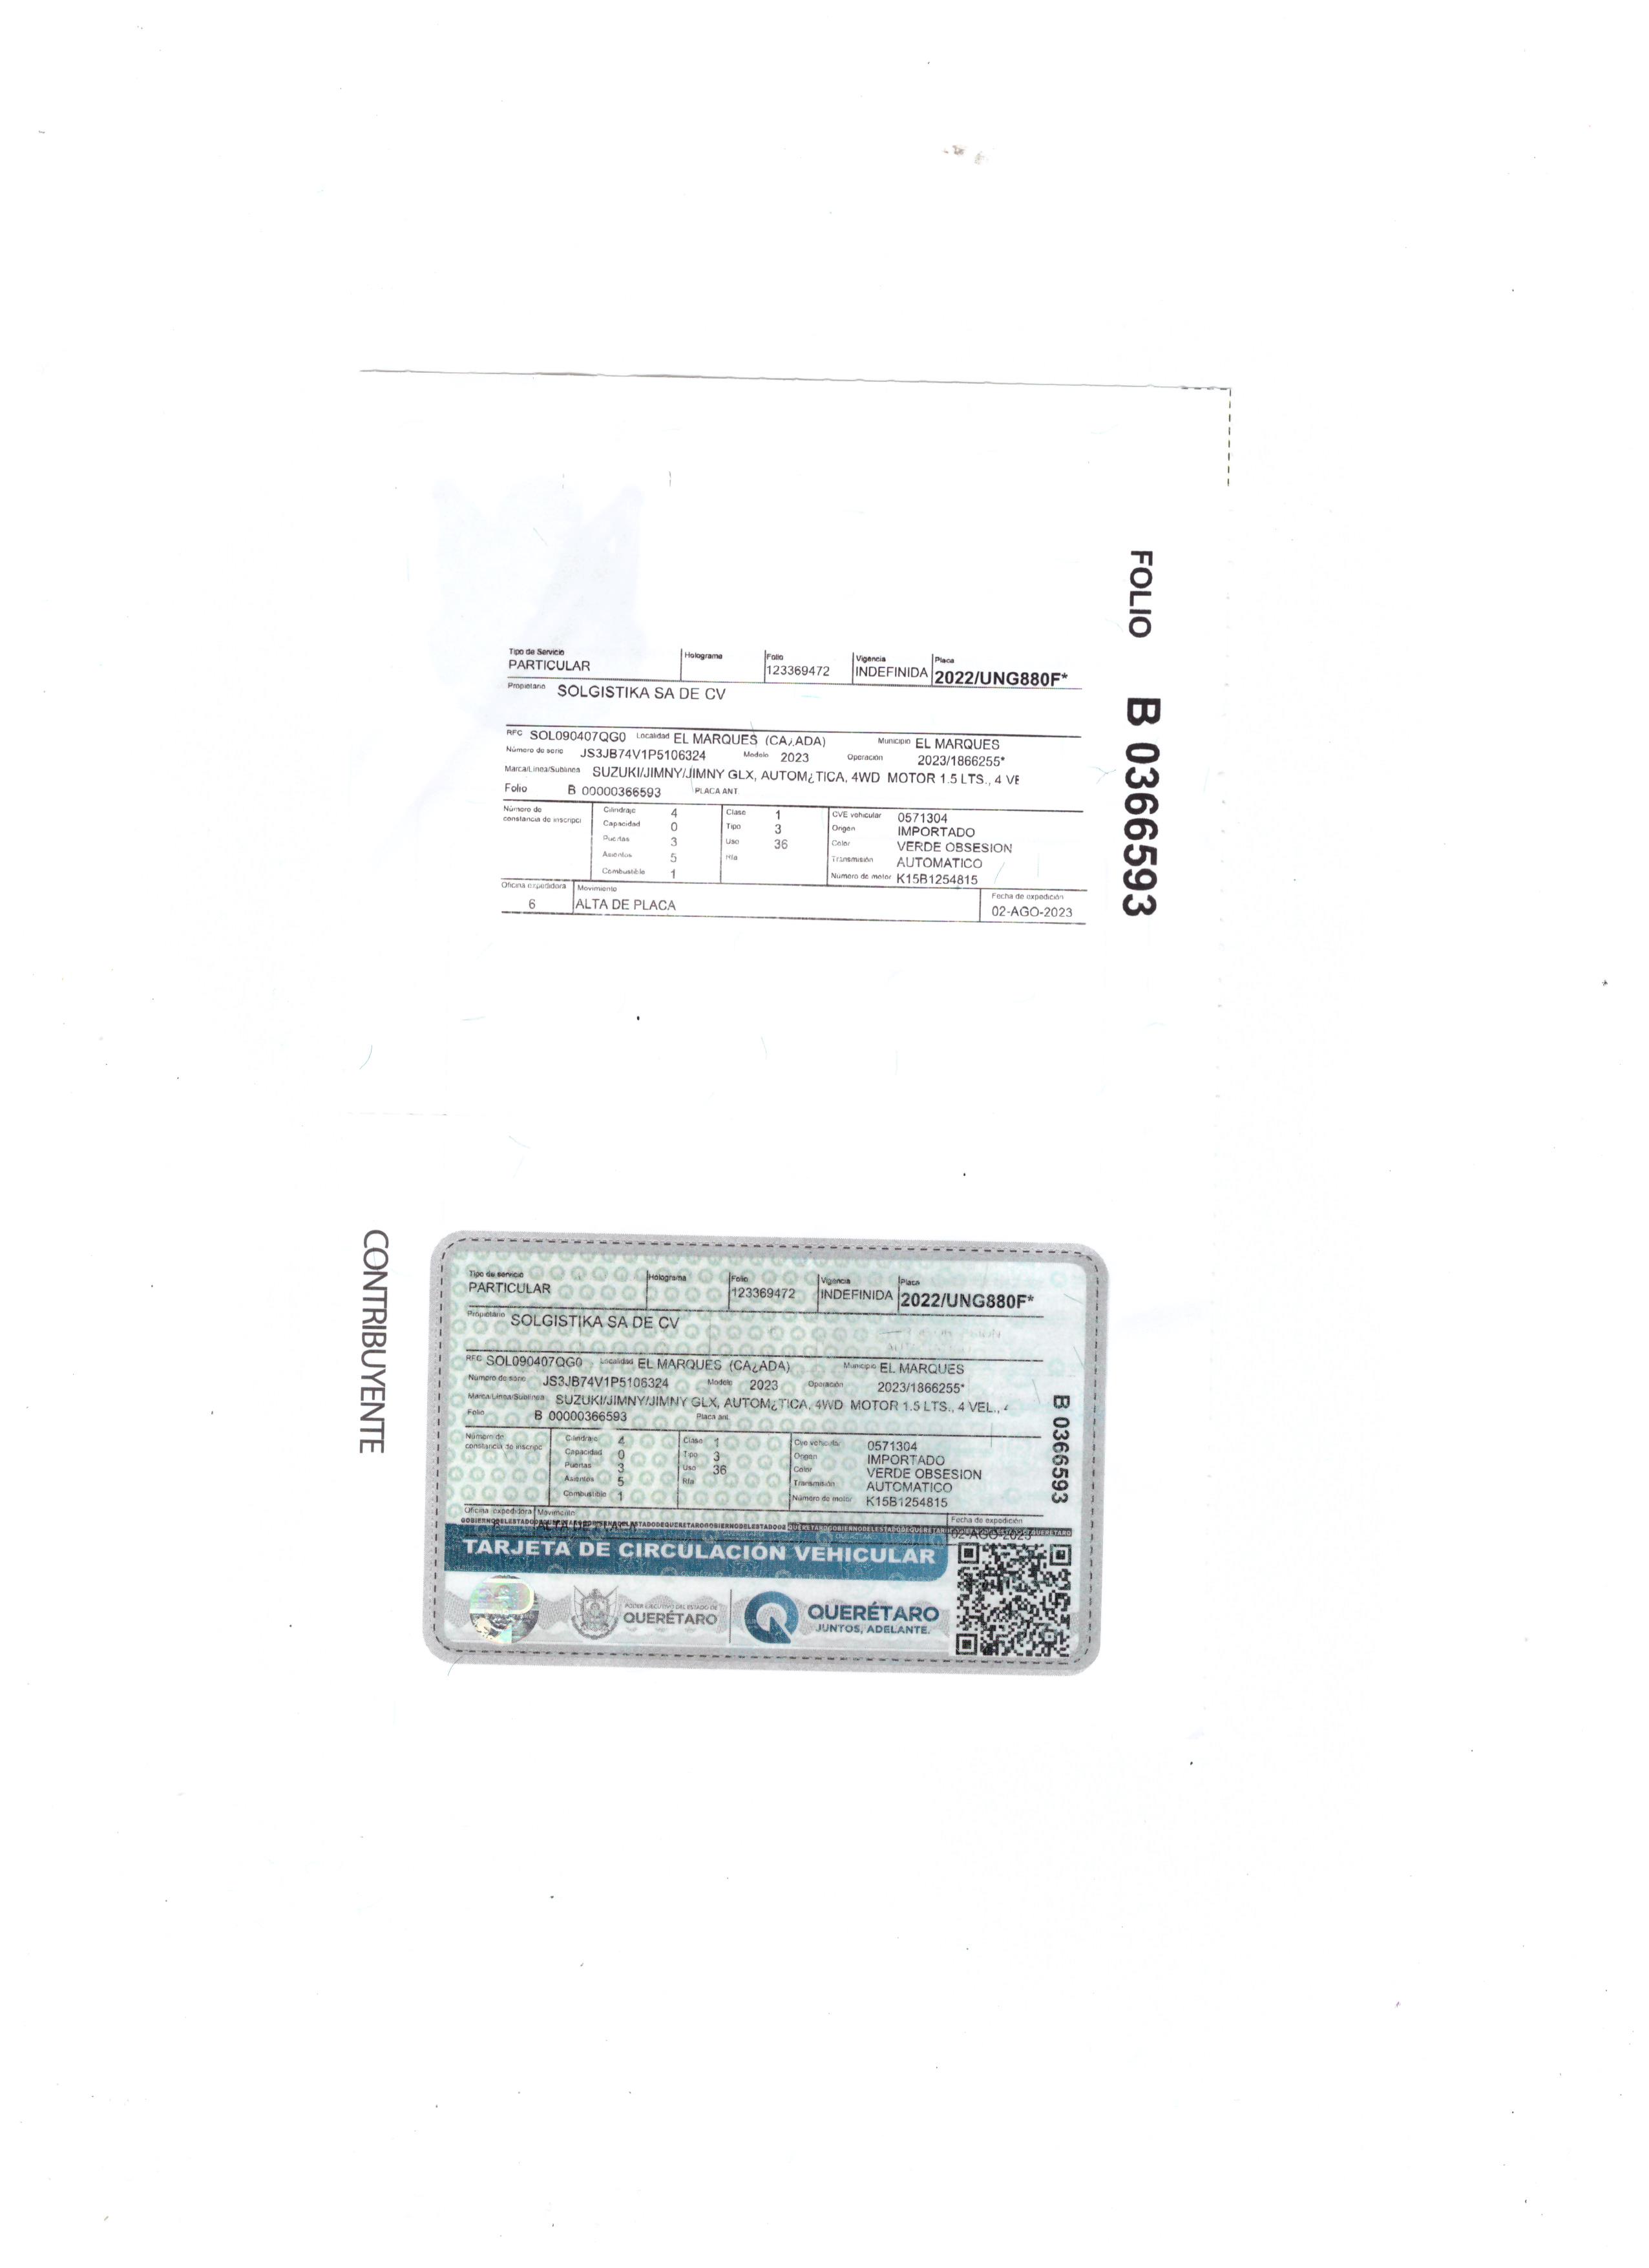 FOLIO B 0366593
Tipo de Servicio Holograma Folio Vigencia Placa
PARTICULAR 123369472 INDEFINIDA 2022/UNG880F*
Propietario SOLGISTIKA SA DE CV
RFC SOL090407QG0 Localidad EL MARQUES (CA¿ADA) Municipio EL MARQUES
Número de serie JS3JB74V1P5106324 Modelo 2023 Operación 2023/1866255*
Marca/Linea/Sublinea SUZUKI/JIMNY/JIMNY GLX, AUTOM¿TICA, 4WD MOTOR 1.5 LTS., 4 VE
Folio B 00000366593 PLACA ANT.
Número de Cilindraje 4 Clase 1 CVE vehicular 0571304
constancia de inscripci Capacidad 0 Tipo 3 Origen IMPORTADO
Puertas 3 Uso 36 Color VERDE OBSESION
Asientos 5 Rfa Transmisión AUTOMATICO
Combustible 1 Numero de motor K15B1254815
Oficina expedidora Movimiento Fecha de expedición
6 ALTA DE PLACA 02-AGO-2023
CONTRIBUYENTE
Tipo de servicio Holograma Folio Vigencia Placa
PARTICULAR 123369472 INDEFINIDA 2022/UNG880F*
Propietario SOLGISTIKA SA DE CV
RFC SOL090407QG0 Localidad EL MARQUES (CA¿ADA) Municipio EL MARQUES
Número de serie JS3JB74V1P5106324 Modelo 2023 Operación 2023/1866255*
Marca/Linea/Sublinea SUZUKI/JIMNY/JIMNY GLX, AUTOM¿TICA, 4WD MOTOR 1.5 LTS., 4 VEL.,
Folio B 00000366593 Placa ant.
Número de Cilindraje 4 Clase 1 Cve vehicular 0571304
constancia de inscripc Capacidad 0 Tipo 3 Origen IMPORTADO
Puertas 3 Uso 36 Color VERDE OBSESION
Asientos 5 Rfa Transmisión AUTOMATICO
Combustible 1 Número de motor K15B1254815
Oficina expedidora Movimiento Fecha de expedición
ALTA DE PLACA 02-AGO-2023
B 0366593
TARJETA DE CIRCULACIÓN VEHICULAR
PODER EJECUTIVO DEL ESTADO DE
QUERÉTARO
QUERÉTARO
JUNTOS, ADELANTE.